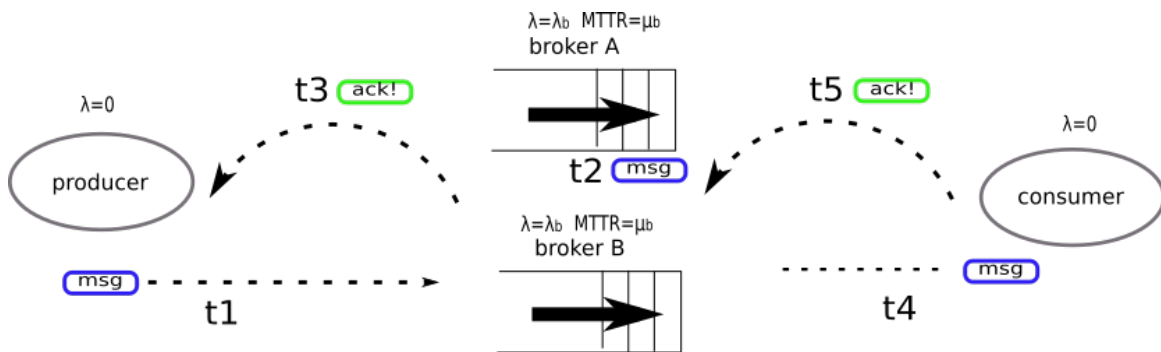 λ=λb MTTR=μb
broker A
t3 ack!
t5 ack!
λ=0
λ=0
producer
t2 msg
consumer
λ=λb MTTR=μb
broker B
msg
msg
t1
t4